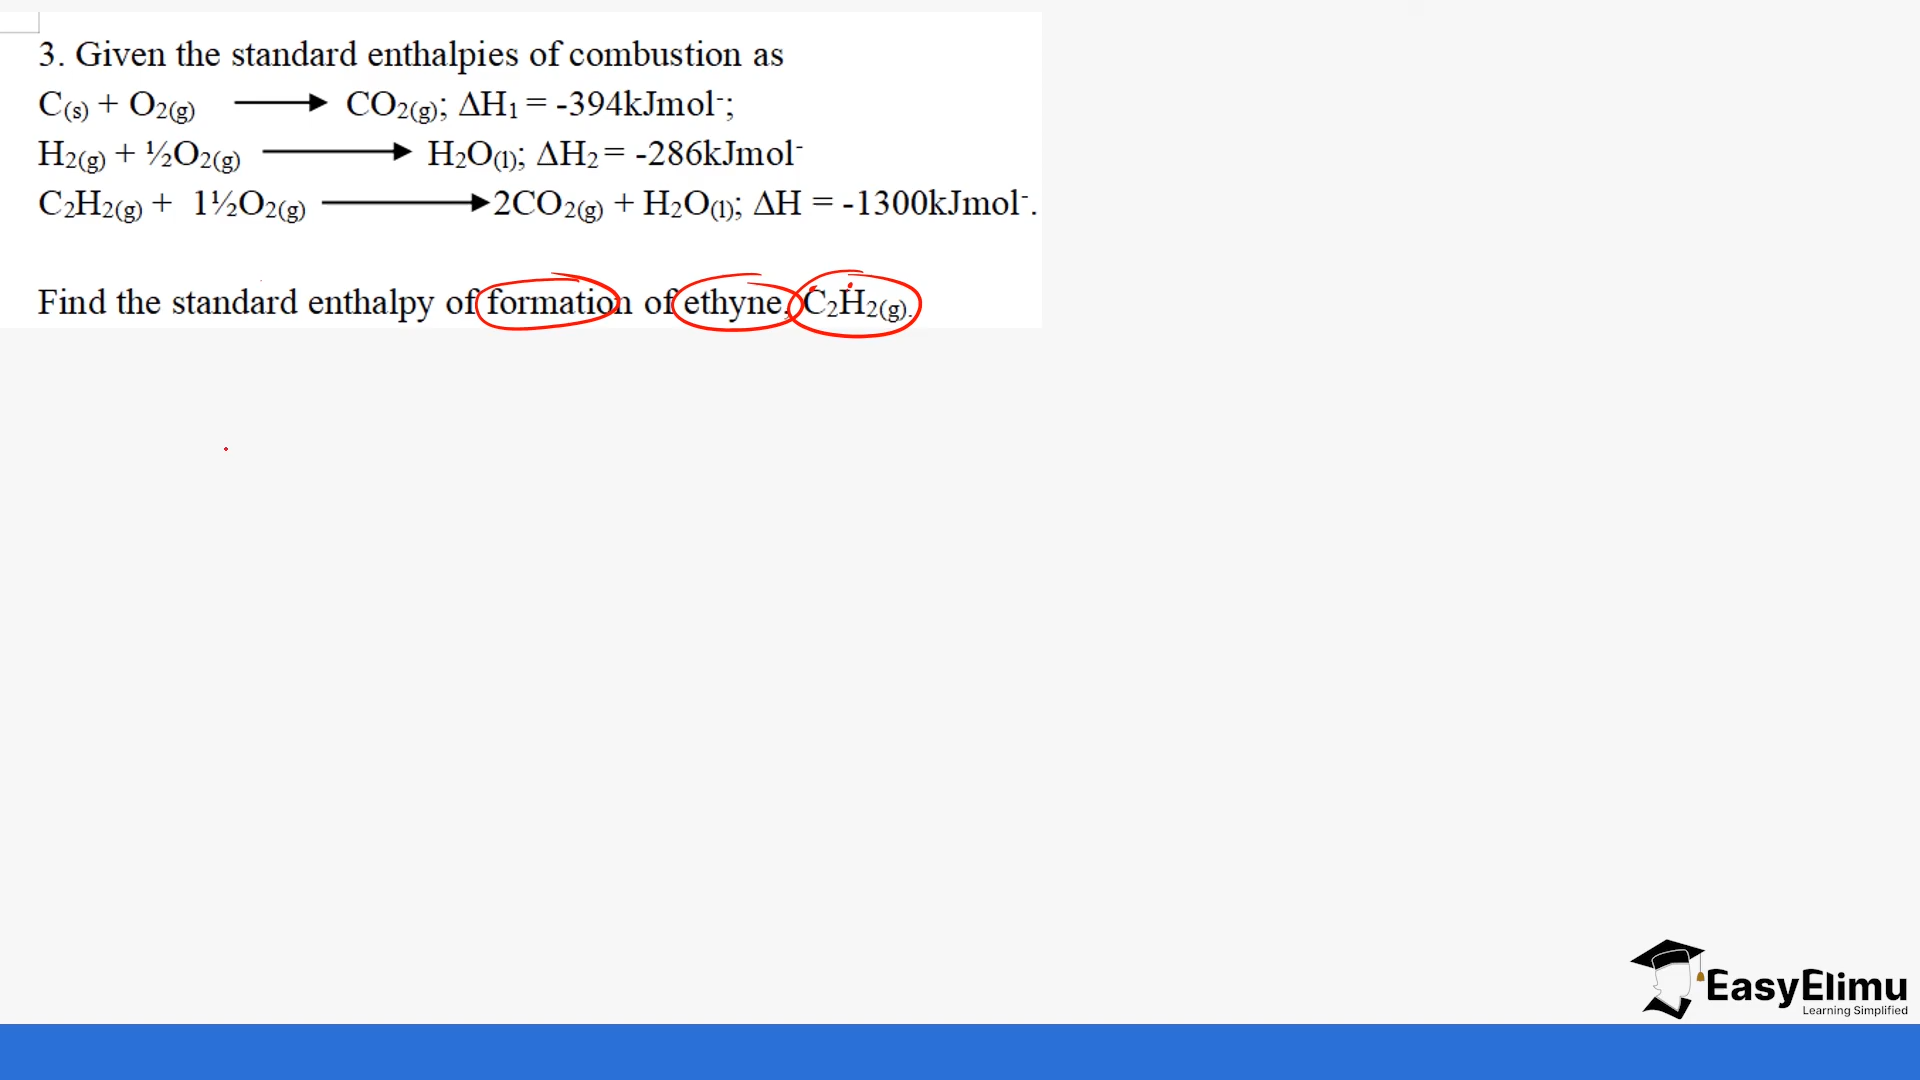 3. Given the standard enthalpies of combustion as
C(s) + O2(g) ⟶ CO2(g); ΔH1 = -394kJmol⁻;
H2(g) + ½O2(g) ⟶ H2O(l); ΔH2 = -286kJmol⁻
C2H2(g) + 1½O2(g) ⟶ 2CO2(g) + H2O(l); ΔH = -1300kJmol⁻.
Find the standard enthalpy of formation of ethyne, C2H2(g).
EasyElimu
Learning Simplified